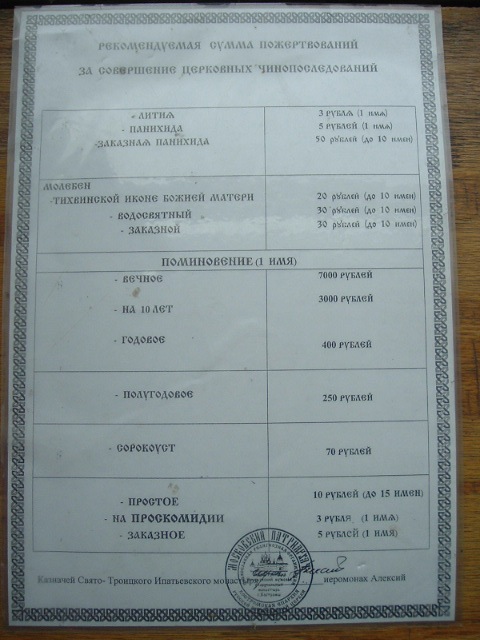 РЕКОМЕНДУЕМАЯ СУММА ПОЖЕРТВОВАНИЙ
ЗА СОВЕРШЕНИЕ ЦЕРКОВНЫХ ЧИНОПОСЛЕДОВАНИЙ
- ЛИТИЯ 3 РУБЛЯ (1 ИМЯ)
- ПАНИХИДА 5 РУБЛЕЙ (1 ИМЯ)
-ЗАКАЗНАЯ ПАНИХИДА 50 РУБЛЕЙ (ДО 10 ИМЕН)
МОЛЕБЕН
-ТИХВИНСКОЙ ИКОНЕ БОЖИЕЙ МАТЕРИ 20 РУБЛЕЙ (ДО 10 ИМЕН)
- ВОДОСВЯТНЫЙ 30 РУБЛЕЙ (ДО 10 ИМЕН)
- ЗАКАЗНОЙ 30 РУБЛЕЙ (ДО 10 ИМЕН)
ПОМИНОВЕНИЕ (1 ИМЯ)
- ВЕЧНОЕ 7000 РУБЛЕЙ
- НА 10 ЛЕТ 3000 РУБЛЕЙ
- ГОДОВОЕ 400 РУБЛЕЙ
- ПОЛУГОДОВОЕ 250 РУБЛЕЙ
- СОРОКОУСТ 70 РУБЛЕЙ
- ПРОСТОЕ 10 РУБЛЕЙ (ДО 15 ИМЕН)
- НА ПРОСКОМИДИИ 3 РУБЛЯ (1 ИМЯ)
- ЗАКАЗНОЕ 5 РУБЛЕЙ (1 ИМЯ)
МОСКОВСКИЙ ПАТРИАРХАТ
Казначей Свято- Троицкого Ипатьевского монастыря иеромонах Алексий